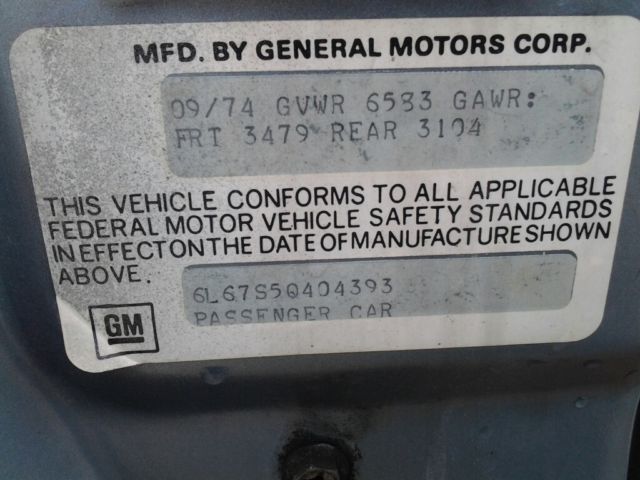 MFD. BY GENERAL MOTORS CORP.
09/74 GVWR 6583 GAWR:
FRT 3479 REAR 3104
THIS VEHICLE CONFORMS TO ALL APPLICABLE
FEDERAL MOTOR VEHICLE SAFETY STANDARDS
IN EFFECT ON THE DATE OF MANUFACTURE SHOWN
ABOVE.
6L67S5Q404393
PASSENGER CAR
GM